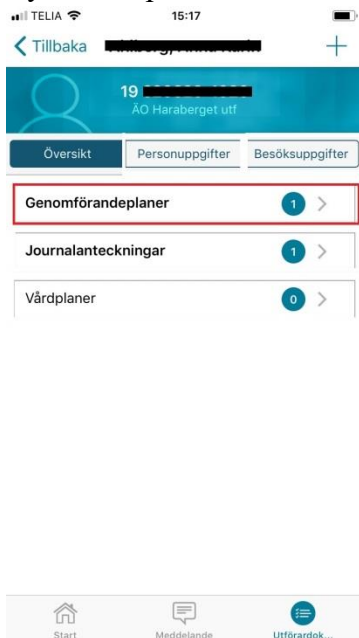 TELIA 15:17
Tillbaka
19
ÄO Haraberget utf
Översikt Personuppgifter Besöksuppgifter
Genomförandeplaner 1
Journalanteckningar 1
Vårdplaner 0
Start Meddelande Utförardok...